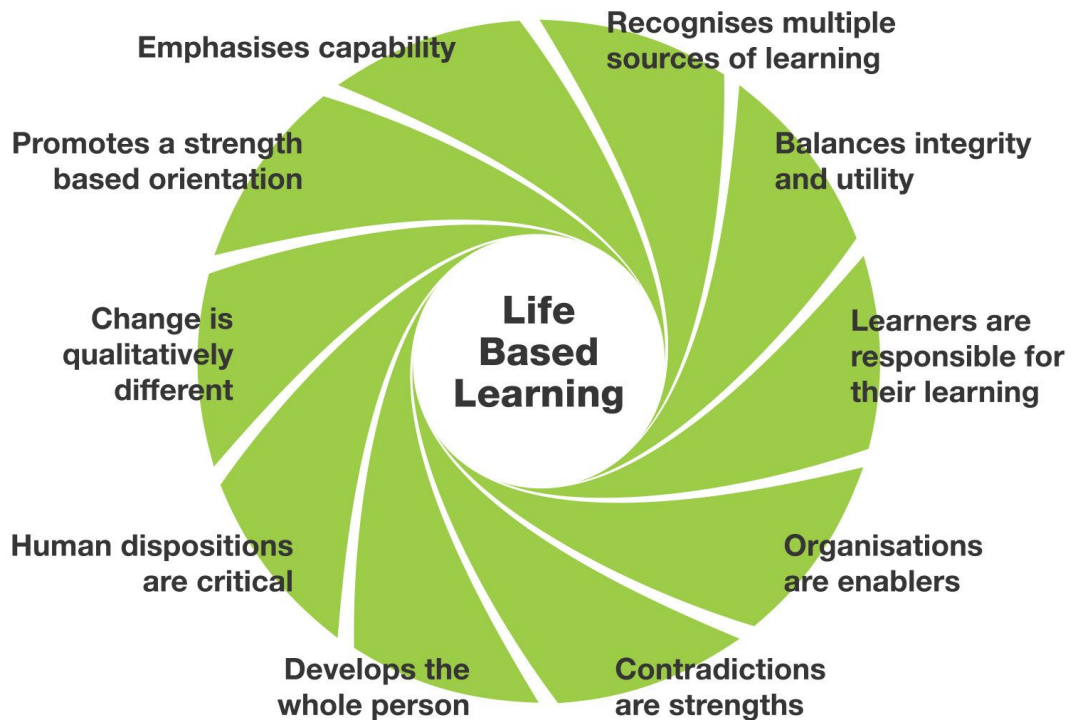 Life
Based
Learning
Recognises multiple
sources of learning
Balances integrity
and utility
Learners are
responsible for
their learning
Organisations
are enablers
Contradictions
are strengths
Develops the
whole person
Human dispositions
are critical
Change is
qualitatively
different
Promotes a strength
based orientation
Emphasises capability